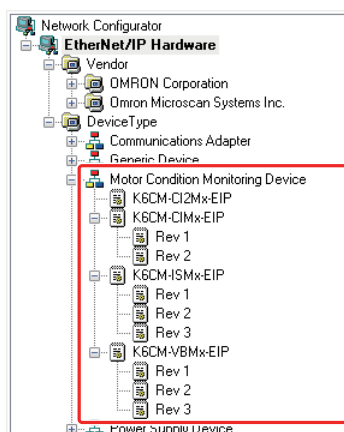 Network Configurator
EtherNet/IP Hardware
Vendor
OMRON Corporation
Omron Microscan Systems Inc.
DeviceType
Communications Adapter
Generic Device
Motor Condition Monitoring Device
K6CM-CI2Mx-EIP
K6CM-CIMx-EIP
Rev 1
Rev 2
K6CM-ISMx-EIP
Rev 1
Rev 2
Rev 3
K6CM-VBMx-EIP
Rev 1
Rev 2
Rev 3
Power Supply Device